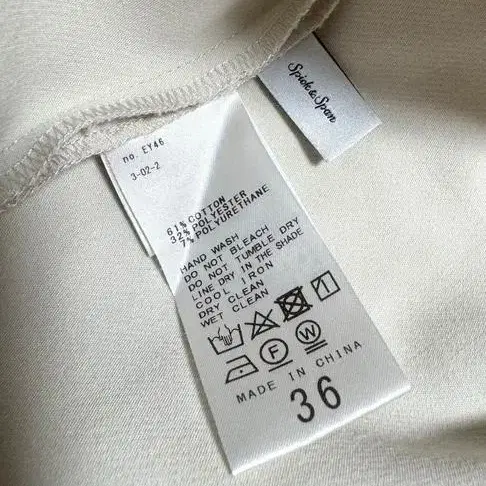 Spick & Span
no. EY46
3-02-2
61% COTTON
32% POLYESTER
7% POLYURETHANE
HAND WASH
DO NOT BLEACH
DO NOT TUMBLE DRY
LINE DRY IN THE SHADE
COOL IRON
DRY CLEAN
WET CLEAN
F W
MADE IN CHINA
36